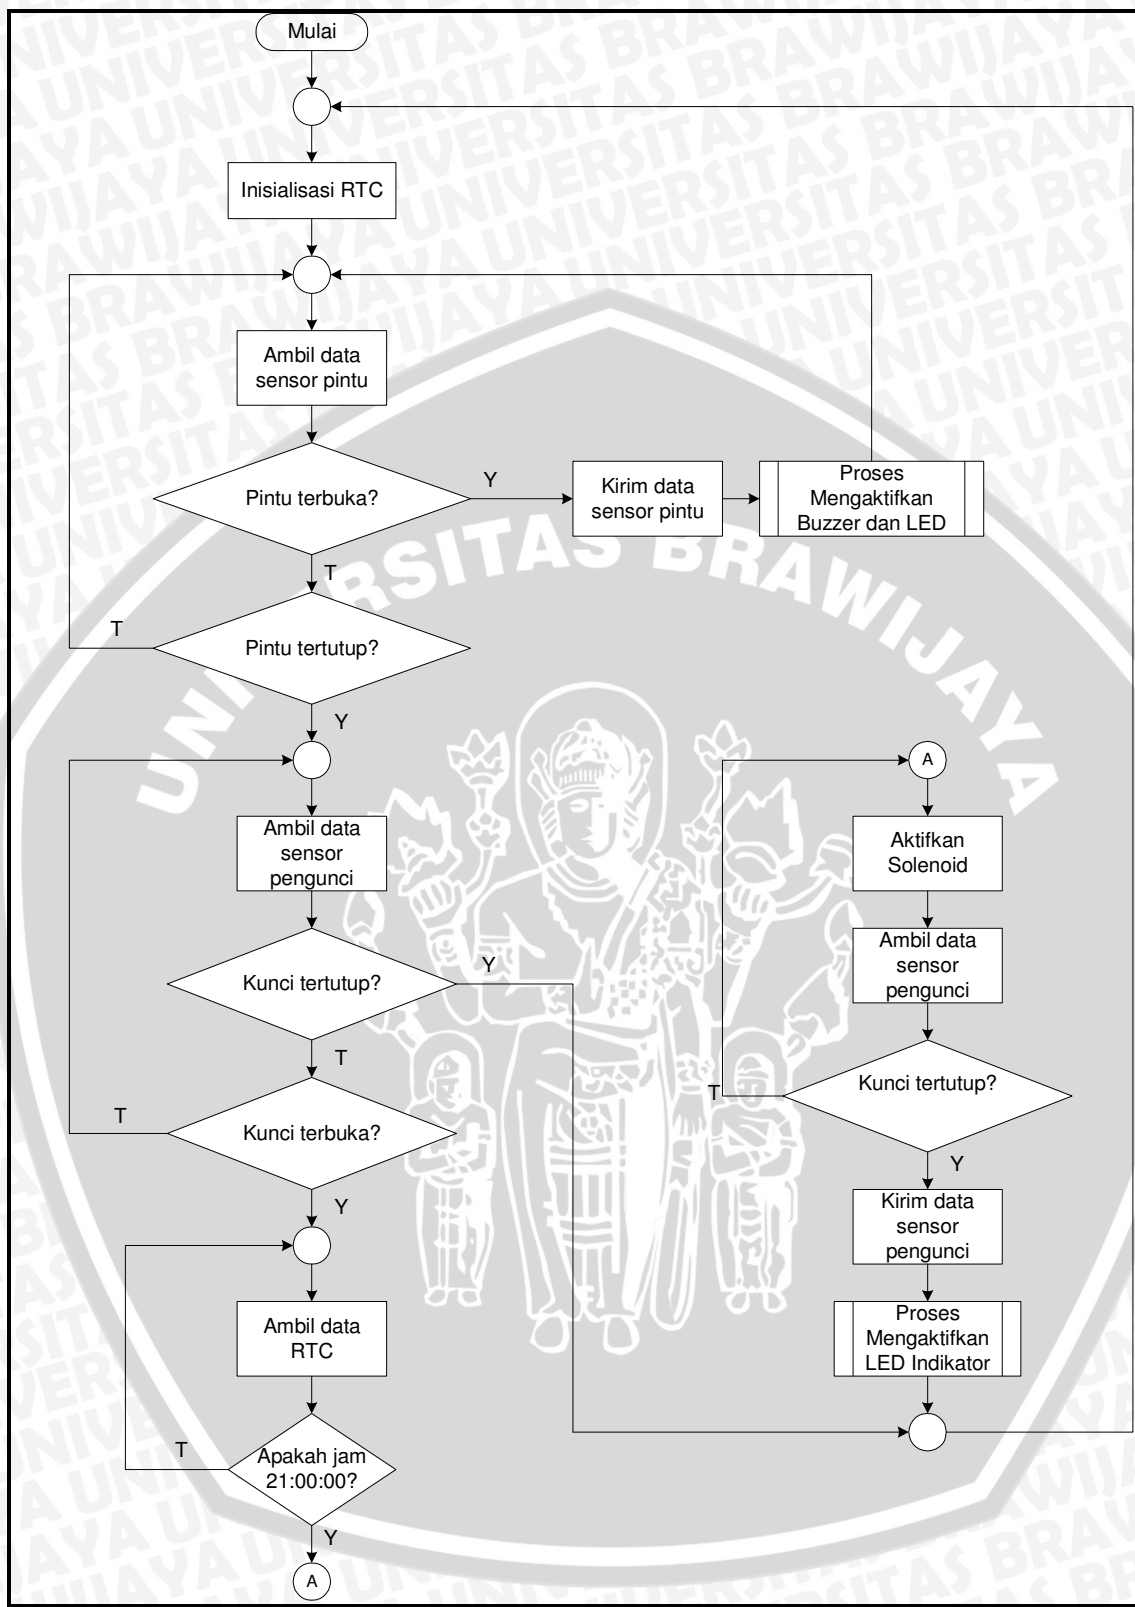 Mulai
Inisialisasi RTC
Ambil data
sensor pintu
Pintu terbuka?
Y
Kirim data
sensor pintu
Proses
Mengaktifkan
Buzzer dan LED
T
Pintu tertutup?
T
Y
Ambil data
sensor
pengunci
Kunci tertutup?
Y
T
Kunci terbuka?
T
Y
Ambil data
RTC
Apakah jam
21:00:00?
T
Y
A
A
Aktifkan
Solenoid
Ambil data
sensor
pengunci
Kunci tertutup?
T
Y
Kirim data
sensor
pengunci
Proses
Mengaktifkan
LED Indikator
UNIVERSITAS BRAWIJAYA